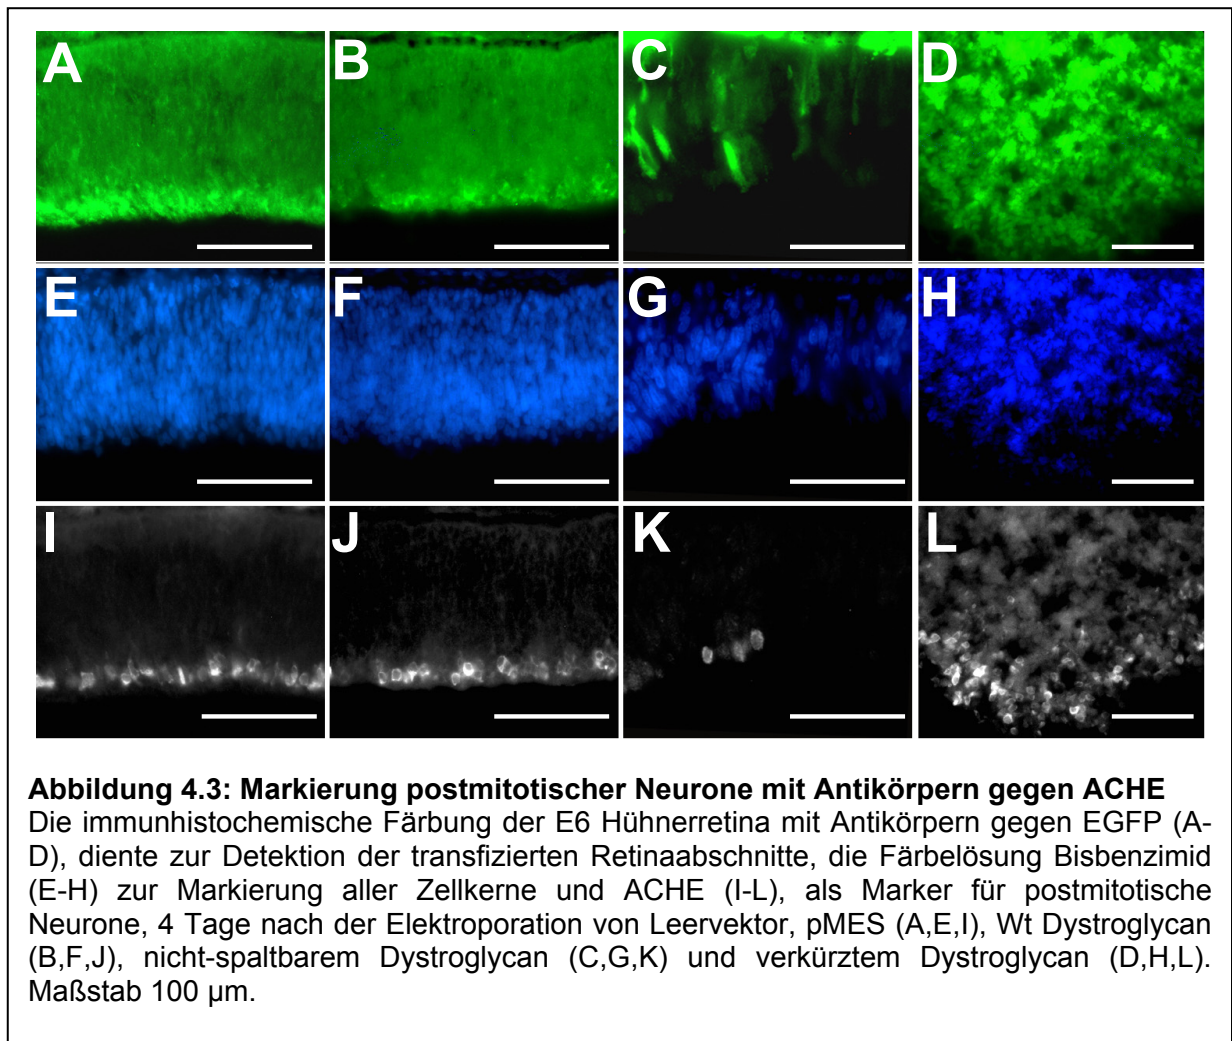 A B C D
E F G H
I J K L
Abbildung 4.3: Markierung postmitotischer Neurone mit Antikörpern gegen ACHE
Die immunhistochemische Färbung der E6 Hühnerretina mit Antikörpern gegen EGFP (A-
D), diente zur Detektion der transfizierten Retinaabschnitte, die Färbelösung Bisbenzimid
(E-H) zur Markierung aller Zellkerne und ACHE (I-L), als Marker für postmitotische
Neurone, 4 Tage nach der Elektroporation von Leervektor, pMES (A,E,I), Wt Dystroglycan
(B,F,J), nicht-spaltbarem Dystroglycan (C,G,K) und verkürztem Dystroglycan (D,H,L).
Maßstab 100 µm.